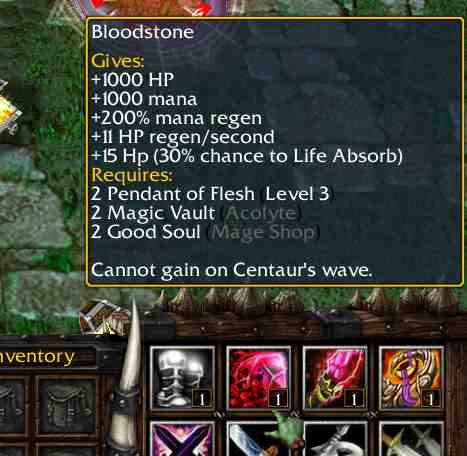 Bloodstone
Gives:
+1000 HP
+1000 mana
+200% mana regen
+11 HP regen/second
+15 Hp (30% chance to Life Absorb)
Requires:
2 Pendant of Flesh (Level 3)
2 Magic Vault (Acolyte)
2 Good Soul (Mage Shop)
Cannot gain on Centaur's wave.
nventory
1 1 1 1